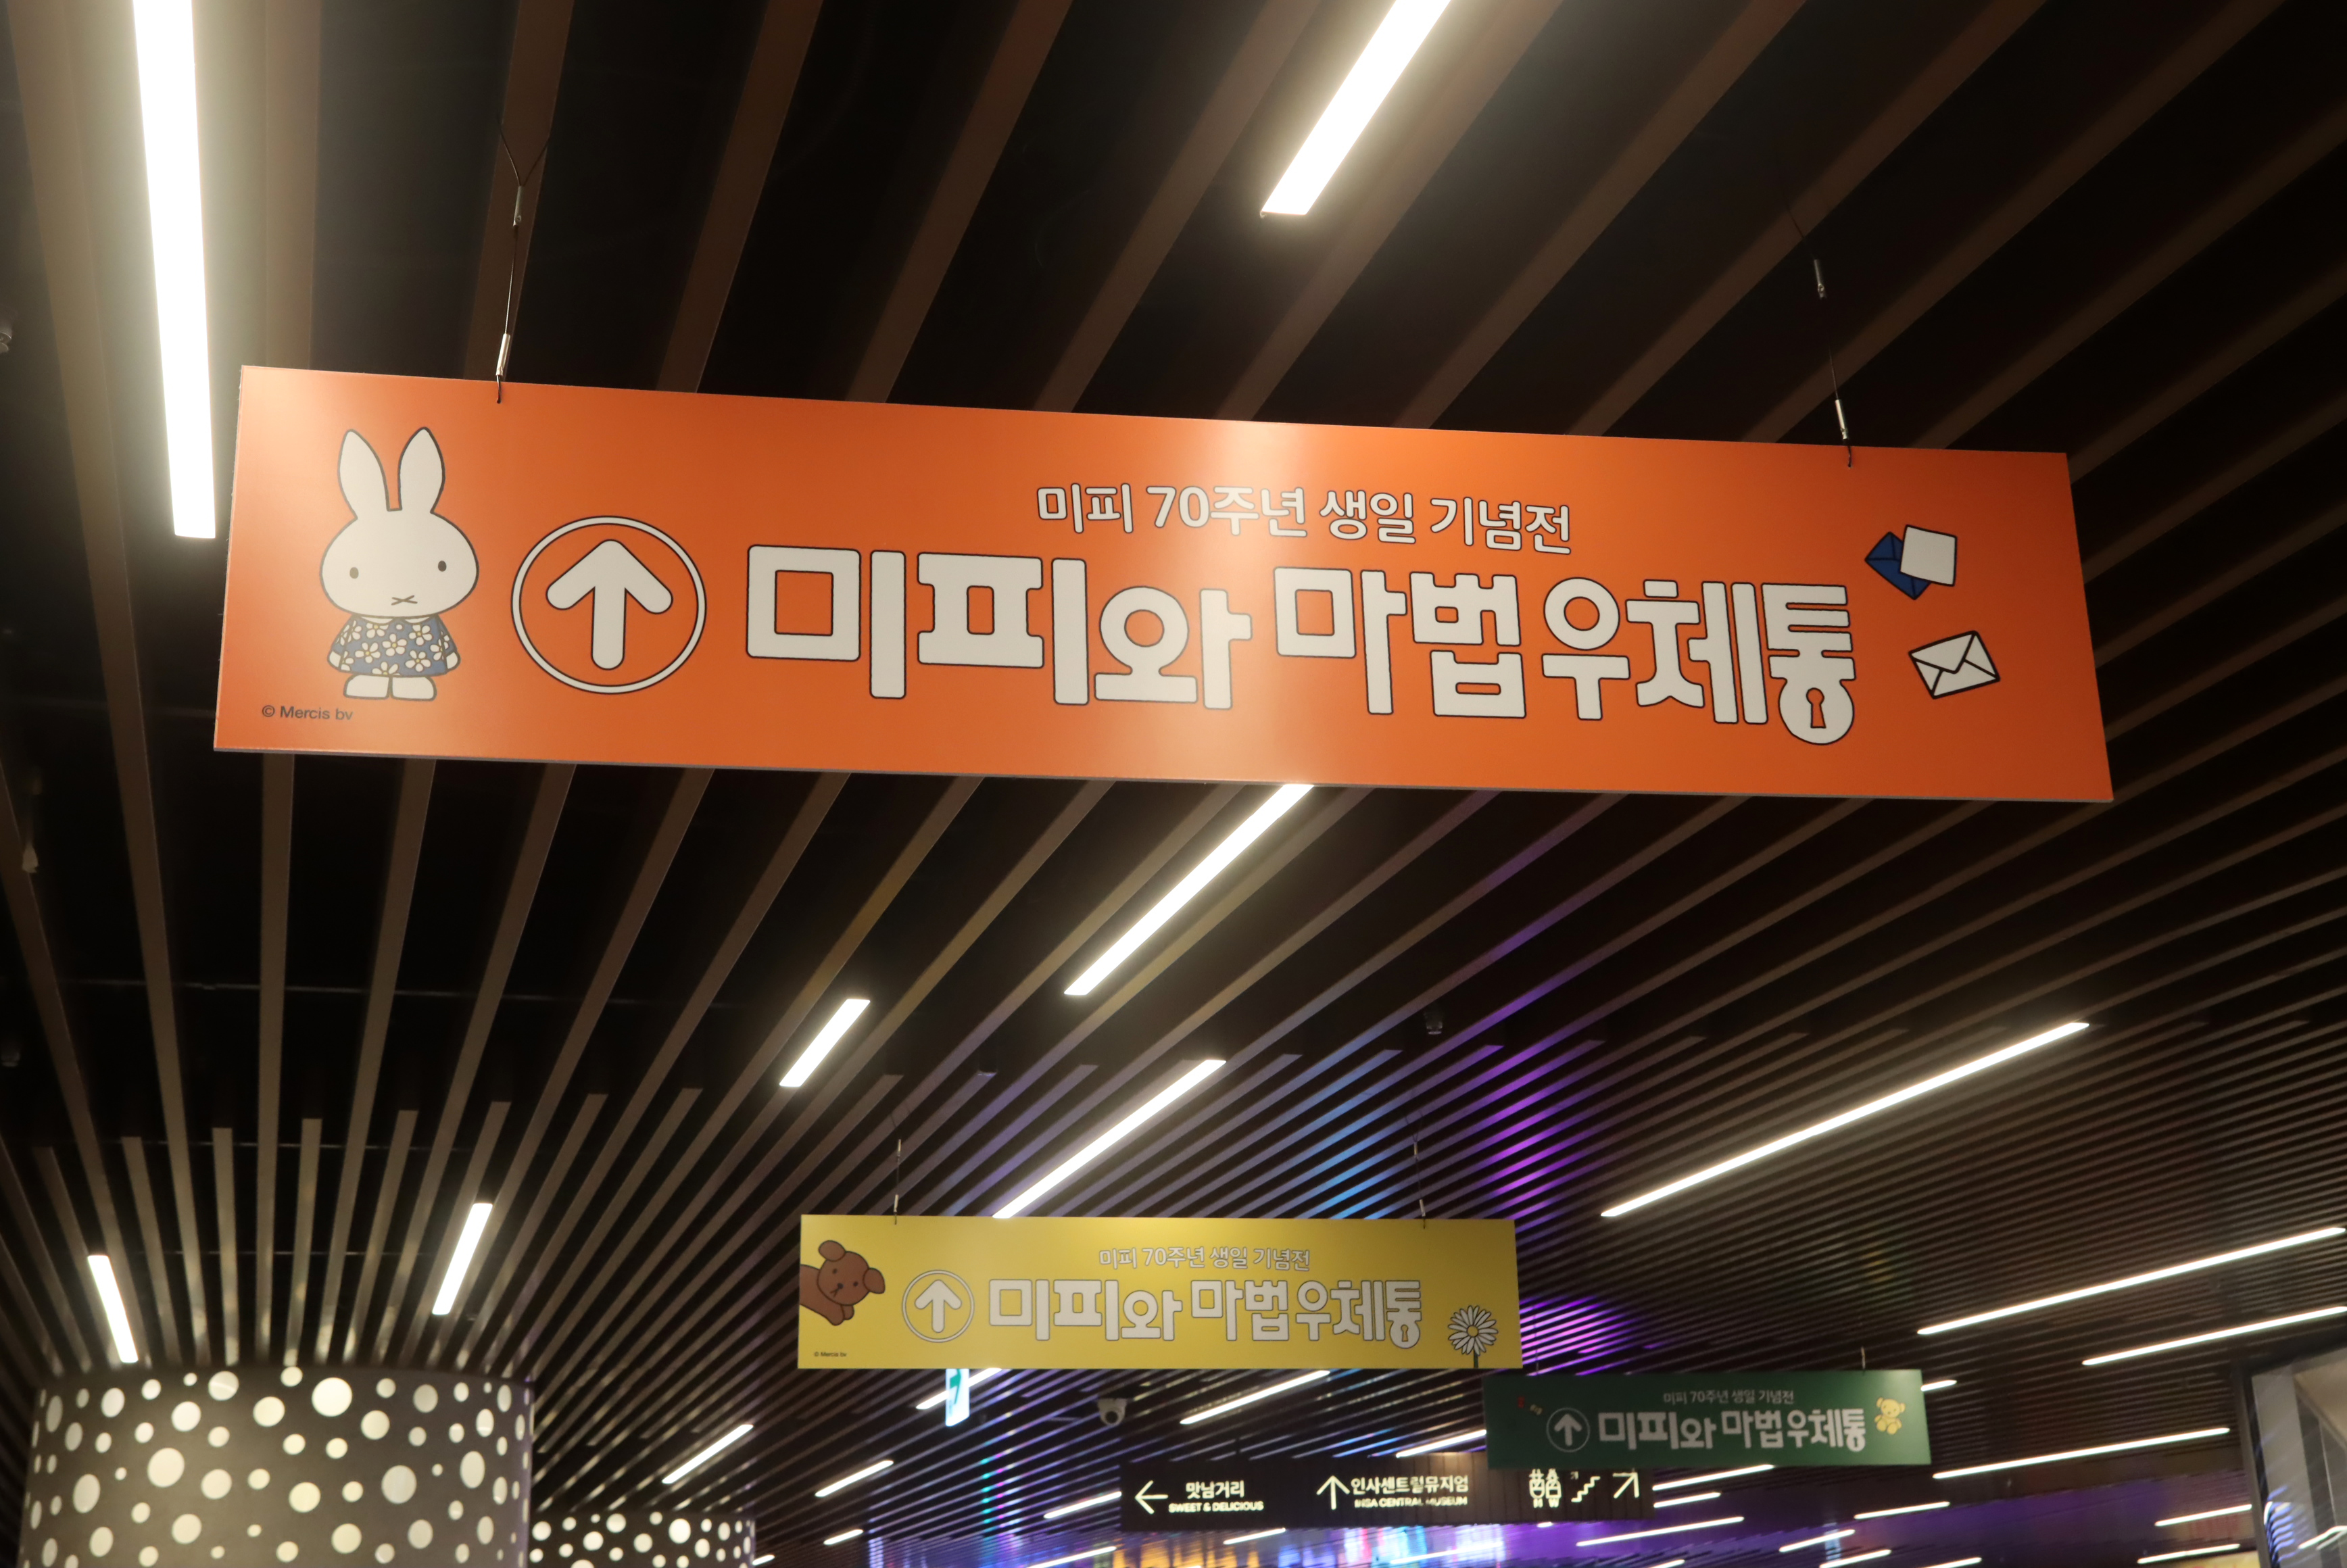 미피 70주년 생일 기념전
미피와 마법 우체통
© Mercis bv
미피 70주년 생일 기념전
미피와 마법 우체통
© Mercis bv
미피 70주년 생일 기념전
미피와 마법 우체통
맛남거리
SWEET & DELICIOUS
인사센트럴뮤지엄
INSA CENTRAL MUSEUM